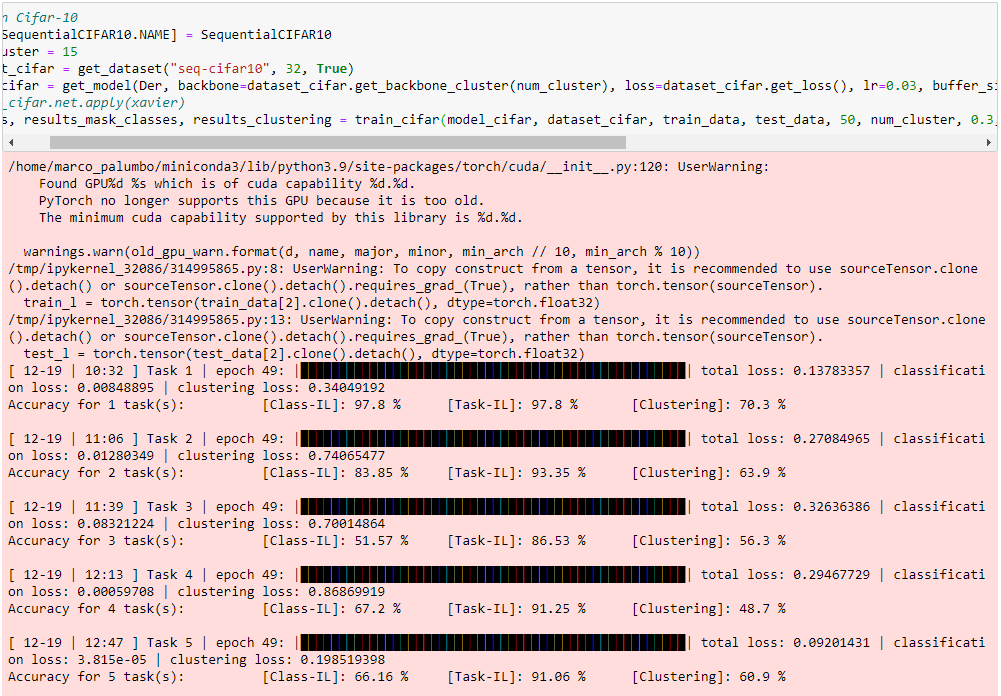 n Cifar-10
SequentialCIFAR10.NAME] = SequentialCIFAR10
uster = 15
t_cifar = get_dataset("seq-cifar10", 32, True)
cifar = get_model(Der, backbone=dataset_cifar.get_backbone_cluster(num_cluster), loss=dataset_cifar.get_loss(), lr=0.03, buffer_si
_cifar.net.apply(xavier)
s, results_mask_classes, results_clustering = train_cifar(model_cifar, dataset_cifar, train_data, test_data, 50, num_cluster, 0.3,
/home/marco_palumbo/miniconda3/lib/python3.9/site-packages/torch/cuda/__init__.py:120: UserWarning:
Found GPU%d %s which is of cuda capability %d.%d.
PyTorch no longer supports this GPU because it is too old.
The minimum cuda capability supported by this library is %d.%d.
warnings.warn(old_gpu_warn.format(d, name, major, minor, min_arch // 10, min_arch % 10))
/tmp/ipykernel_32086/314995865.py:8: UserWarning: To copy construct from a tensor, it is recommended to use sourceTensor.clone
().detach() or sourceTensor.clone().detach().requires_grad_(True), rather than torch.tensor(sourceTensor).
train_l = torch.tensor(train_data[2].clone().detach(), dtype=torch.float32)
/tmp/ipykernel_32086/314995865.py:13: UserWarning: To copy construct from a tensor, it is recommended to use sourceTensor.clone
().detach() or sourceTensor.clone().detach().requires_grad_(True), rather than torch.tensor(sourceTensor).
test_l = torch.tensor(test_data[2].clone().detach(), dtype=torch.float32)
[ 12-19 | 10:32 ] Task 1 | epoch 49: | | total loss: 0.13783357 | classificati
on loss: 0.00848895 | clustering loss: 0.34049192
Accuracy for 1 task(s): [Class-IL]: 97.8 % [Task-IL]: 97.8 % [Clustering]: 70.3 %
[ 12-19 | 11:06 ] Task 2 | epoch 49: | | total loss: 0.27084965 | classificati
on loss: 0.01280349 | clustering loss: 0.74065477
Accuracy for 2 task(s): [Class-IL]: 83.85 % [Task-IL]: 93.35 % [Clustering]: 63.9 %
[ 12-19 | 11:39 ] Task 3 | epoch 49: | | total loss: 0.32636386 | classificati
on loss: 0.08321224 | clustering loss: 0.70014864
Accuracy for 3 task(s): [Class-IL]: 51.57 % [Task-IL]: 86.53 % [Clustering]: 56.3 %
[ 12-19 | 12:13 ] Task 4 | epoch 49: | | total loss: 0.29467729 | classificati
on loss: 0.00059708 | clustering loss: 0.86869919
Accuracy for 4 task(s): [Class-IL]: 67.2 % [Task-IL]: 91.25 % [Clustering]: 48.7 %
[ 12-19 | 12:47 ] Task 5 | epoch 49: | | total loss: 0.09201431 | classificati
on loss: 3.815e-05 | clustering loss: 0.198519398
Accuracy for 5 task(s): [Class-IL]: 66.16 % [Task-IL]: 91.06 % [Clustering]: 60.9 %